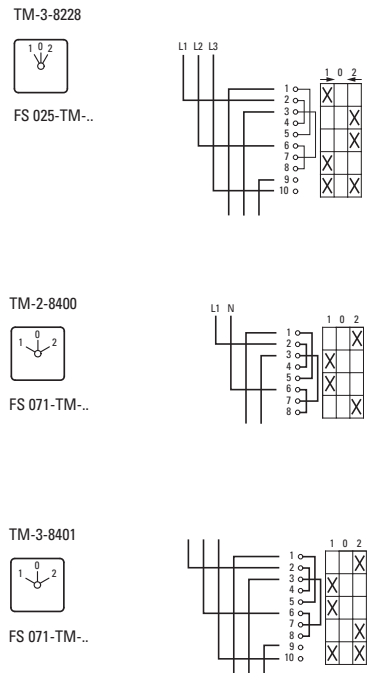 TM-3-8228
1 0 2
FS 025-TM-..
L1 L2 L3
1 0 2
1
2
3
4
5
6
7
8
9
10
X
X
X
X
X X
TM-2-8400
0
1 2
FS 071-TM-..
L1 N
1 0 2
1
2
3
4
5
6
7
8
X
X
X
X
TM-3-8401
0
1 2
FS 071-TM-..
1 0 2
1
2
3
4
5
6
7
8
9
10
X
X
X
X
X X